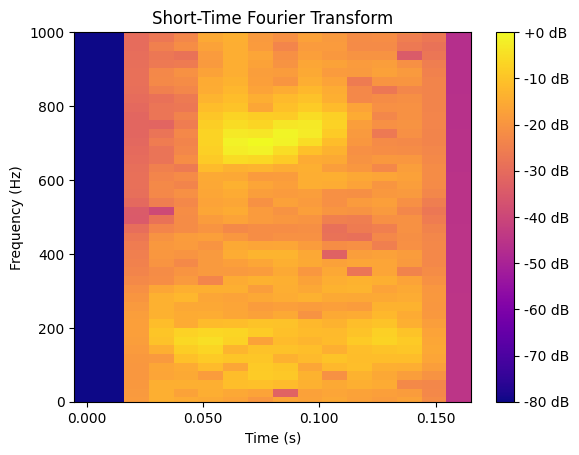 Short-Time Fourier Transform
1000
800
600
400
200
0
Frequency (Hz)
0.000
0.050
0.100
0.150
Time (s)
+0 dB
-10 dB
-20 dB
-30 dB
-40 dB
-50 dB
-60 dB
-70 dB
-80 dB